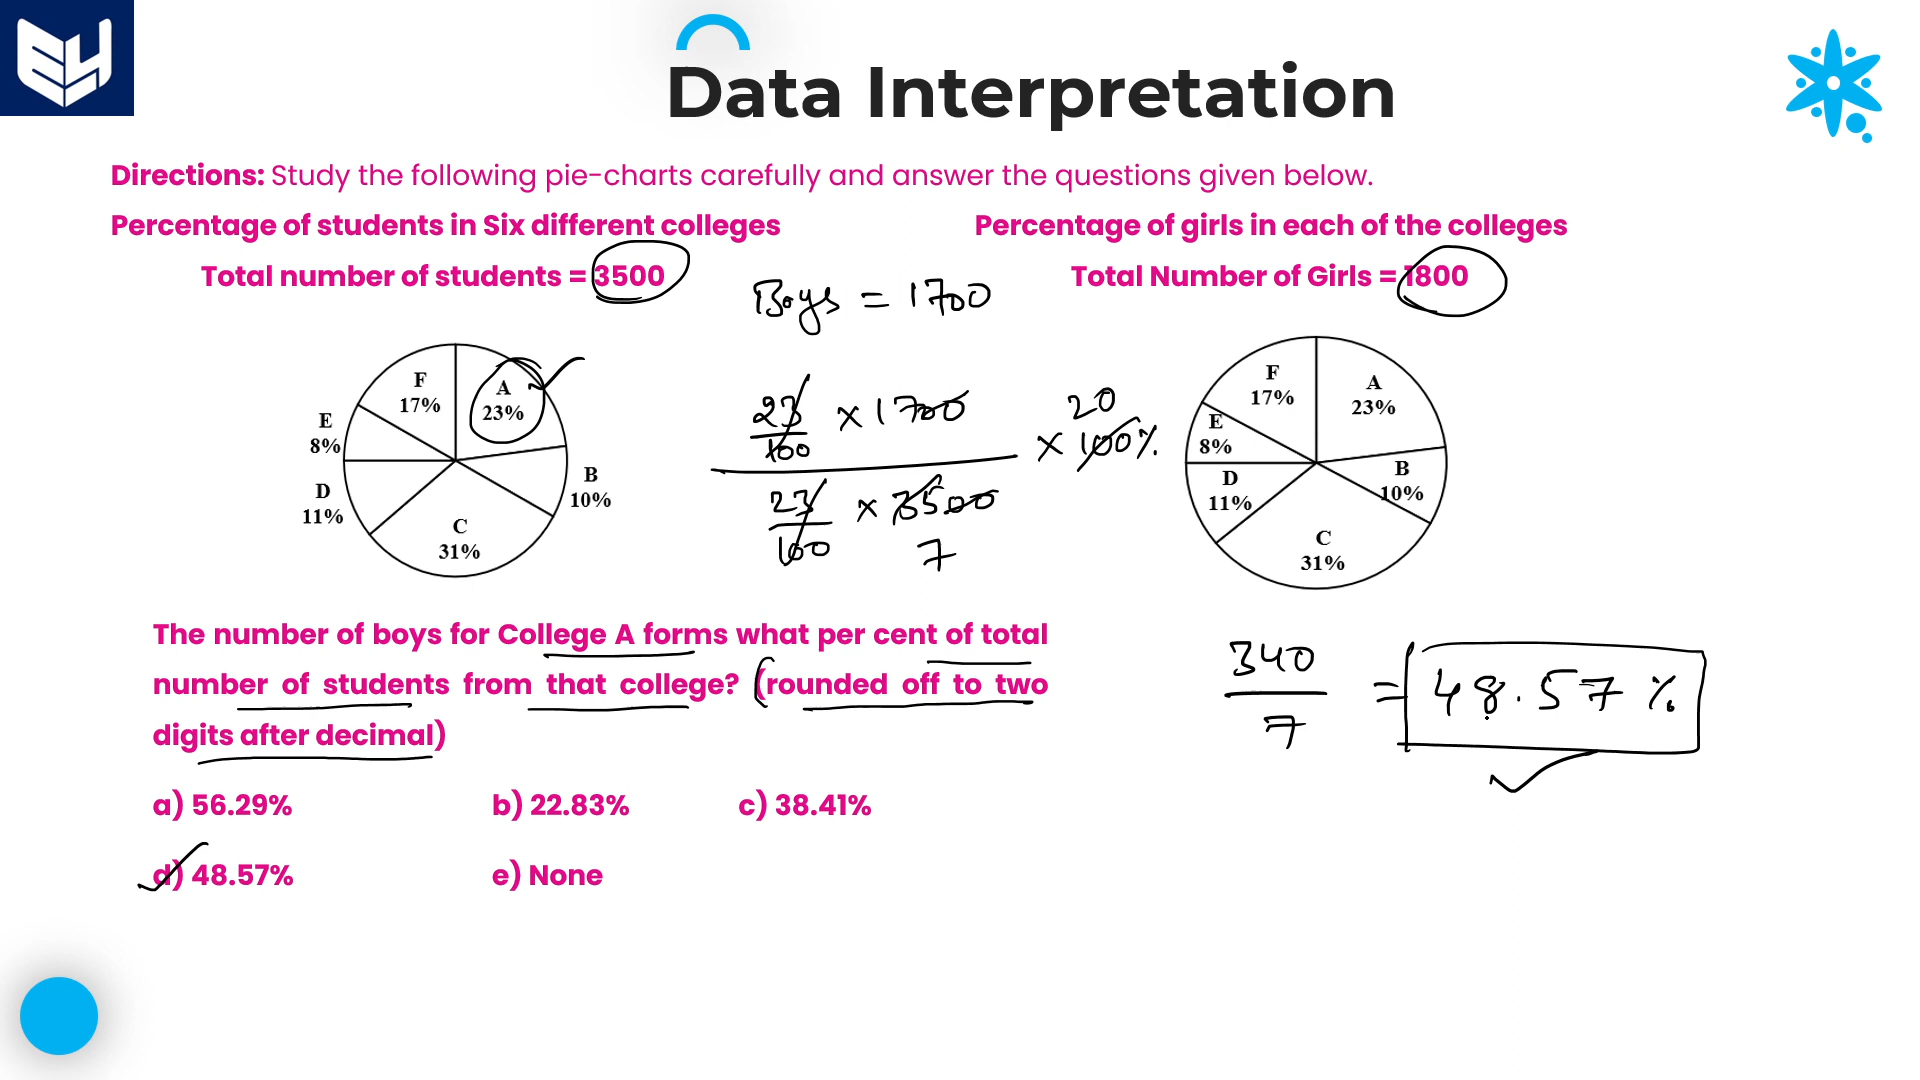 EY
Data Interpretation
Directions: Study the following pie-charts carefully and answer the questions given below.
Percentage of students in Six different colleges
Total number of students = 3500
Percentage of girls in each of the colleges
Total Number of Girls = 1800
Boys = 1700
F
17%
A
23%
E
8%
B
10%
D
11%
C
31%
23/100 × 1700
23/100 × 3500
7
20
× 100%
F
17%
A
23%
E
8%
B
10%
D
11%
C
31%
The number of boys for College A forms what per cent of total
number of students from that college? (rounded off to two
digits after decimal)
340/7 = 48.57 %
a) 56.29%
b) 22.83%
c) 38.41%
d) 48.57%
e) None